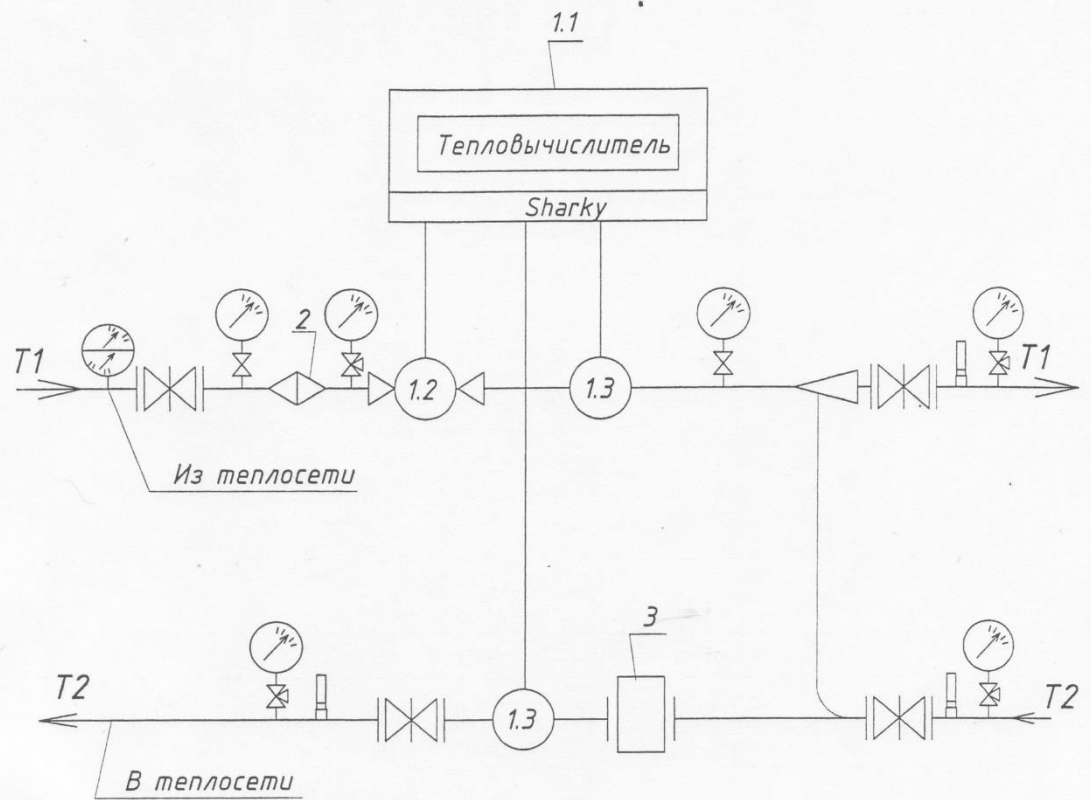 1.1
Тепловычислитель
Sharky
2
T1
1.2
1.3
T1
Из теплосети
3
T2
1.3
T2
В теплосети